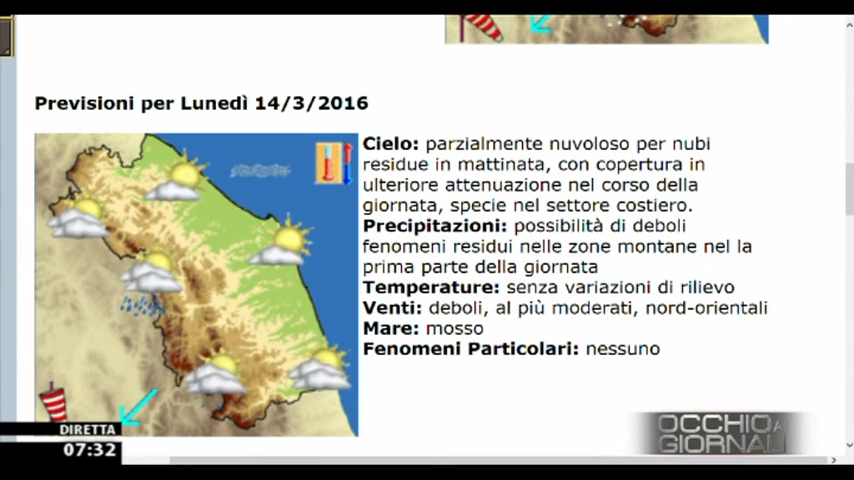 Previsioni per Lunedì 14/3/2016
Cielo: parzialmente nuvoloso per nubi
residue in mattinata, con copertura in
ulteriore attenuazione nel corso della
giornata, specie nel settore costiero.
Precipitazioni: possibilità di deboli
fenomeni residui nelle zone montane nel la
prima parte della giornata
Temperature: senza variazioni di rilievo
Venti: deboli, al più moderati, nord-orientali
Mare: mosso
Fenomeni Particolari: nessuno
DIRETTA
07:32
OCCHIO AI
GIORNALI